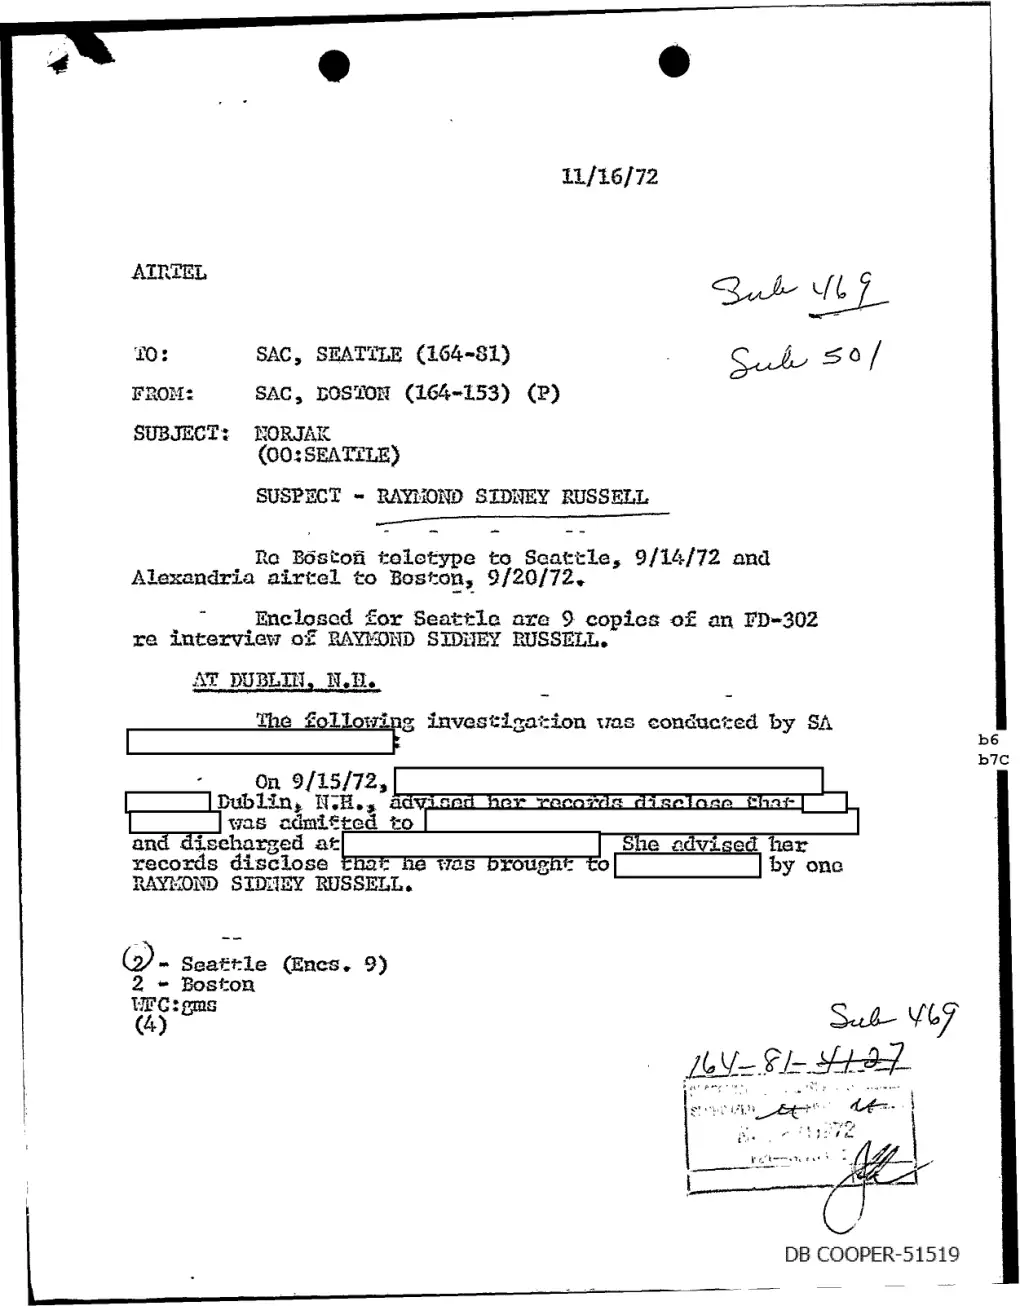 11/16/72
AIRTEL
Sub 469
TO: SAC, SEATTLE (164-81)
Sub 501
FROM: SAC, BOSTON (164-153) (P)
SUBJECT: NORJAK
(OO:SEATTLE)
SUSPECT - RAYMOND SIDNEY RUSSELL
Re Boston teletype to Seattle, 9/14/72 and
Alexandria airtel to Boston, 9/20/72.
Enclosed for Seattle are 9 copies of an FD-302
re interview of RAYMOND SIDNEY RUSSELL.
AT DUBLIN, N.H.
The following investigation was conducted by SA
:
b6
b7C
On 9/15/72,
Dublin, N.H., advised her records disclose that
was admitted to
and discharged at She advised her
records disclose that he was brought to by one
RAYMOND SIDNEY RUSSELL.
2 - Seattle (Encs. 9)
2 - Boston
WFC:gms
(4)
Sub 469
164-81-4127
DB COOPER-51519